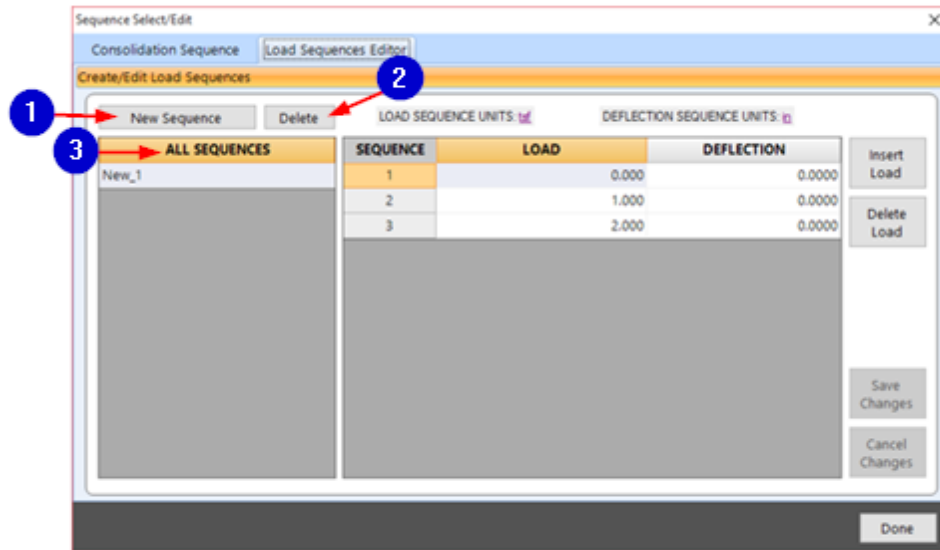 Sequence Select/Edit
Consolidation Sequence Load Sequences Editor
Create/Edit Load Sequences
1
2
3
New Sequence Delete LOAD SEQUENCE UNITS: tsf DEFLECTION SEQUENCE UNITS: in
ALL SEQUENCES SEQUENCE LOAD DEFLECTION
New_1 1 0.000 0.0000
2 1.000 0.0000
3 2.000 0.0000
Insert
Load
Delete
Load
Save
Changes
Cancel
Changes
Done